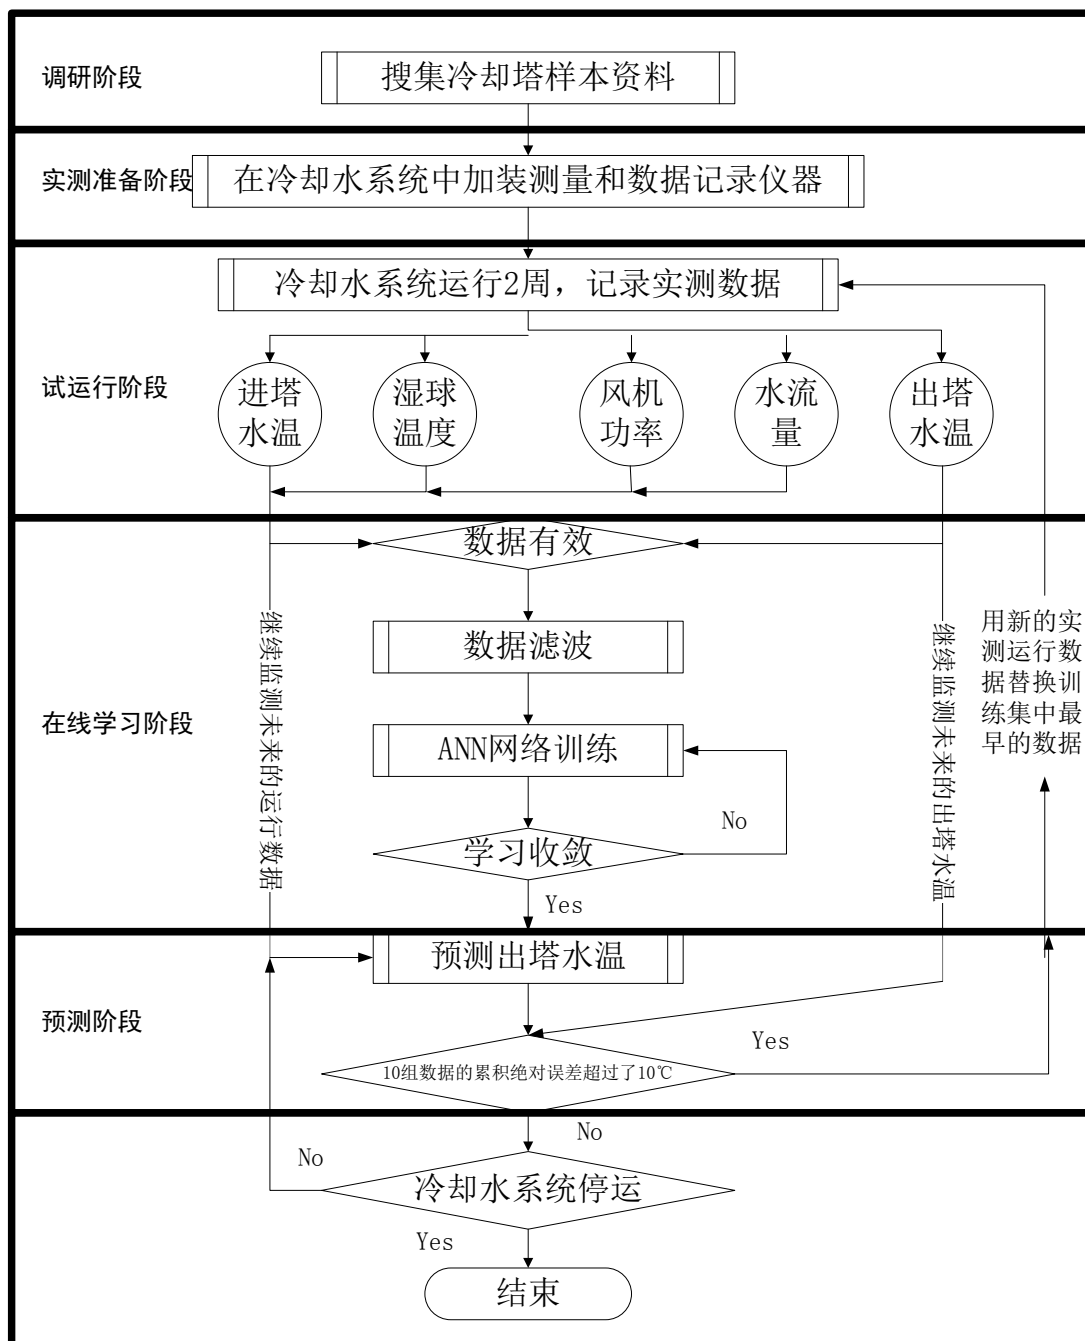 调研阶段
搜集冷却塔样本资料
实测准备阶段
在冷却水系统中加装测量和数据记录仪器
冷却水系统运行2周，记录实测数据
试运行阶段
进塔
水温
湿球
温度
风机
功率
水流
量
出塔
水温
数据有效
数据滤波
继续监测未来的运行数据
继续监测未来的出塔水温
用新的实
测运行数
据替换训
练集中最
早的数据
在线学习阶段
ANN网络训练
No
学习收敛
Yes
预测出塔水温
预测阶段
Yes
10组数据的累积绝对误差超过了10℃
No
No
冷却水系统停运
Yes
结束